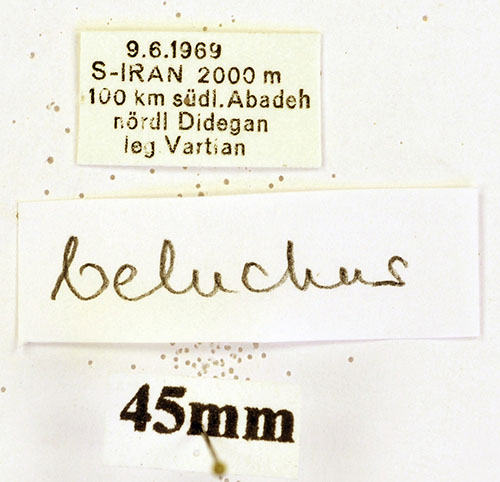 9.6.1969
S-IRAN 2000 m
100 km südl. Abadeh
nördl Didegan
leg Vartian
beluchus
45mm